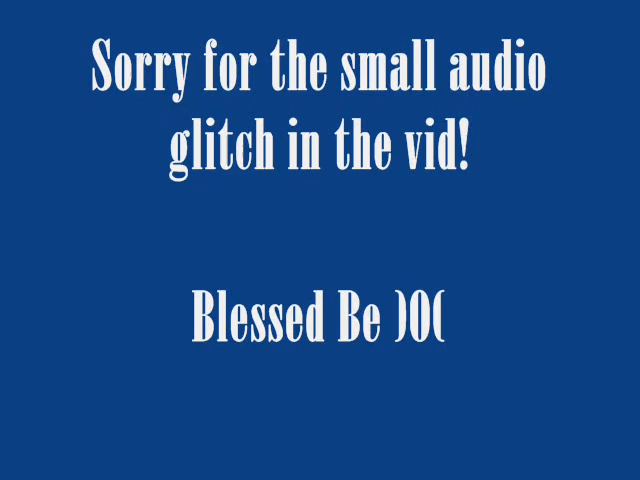 Sorry for the small audio
glitch in the vid!
Blessed Be )O(